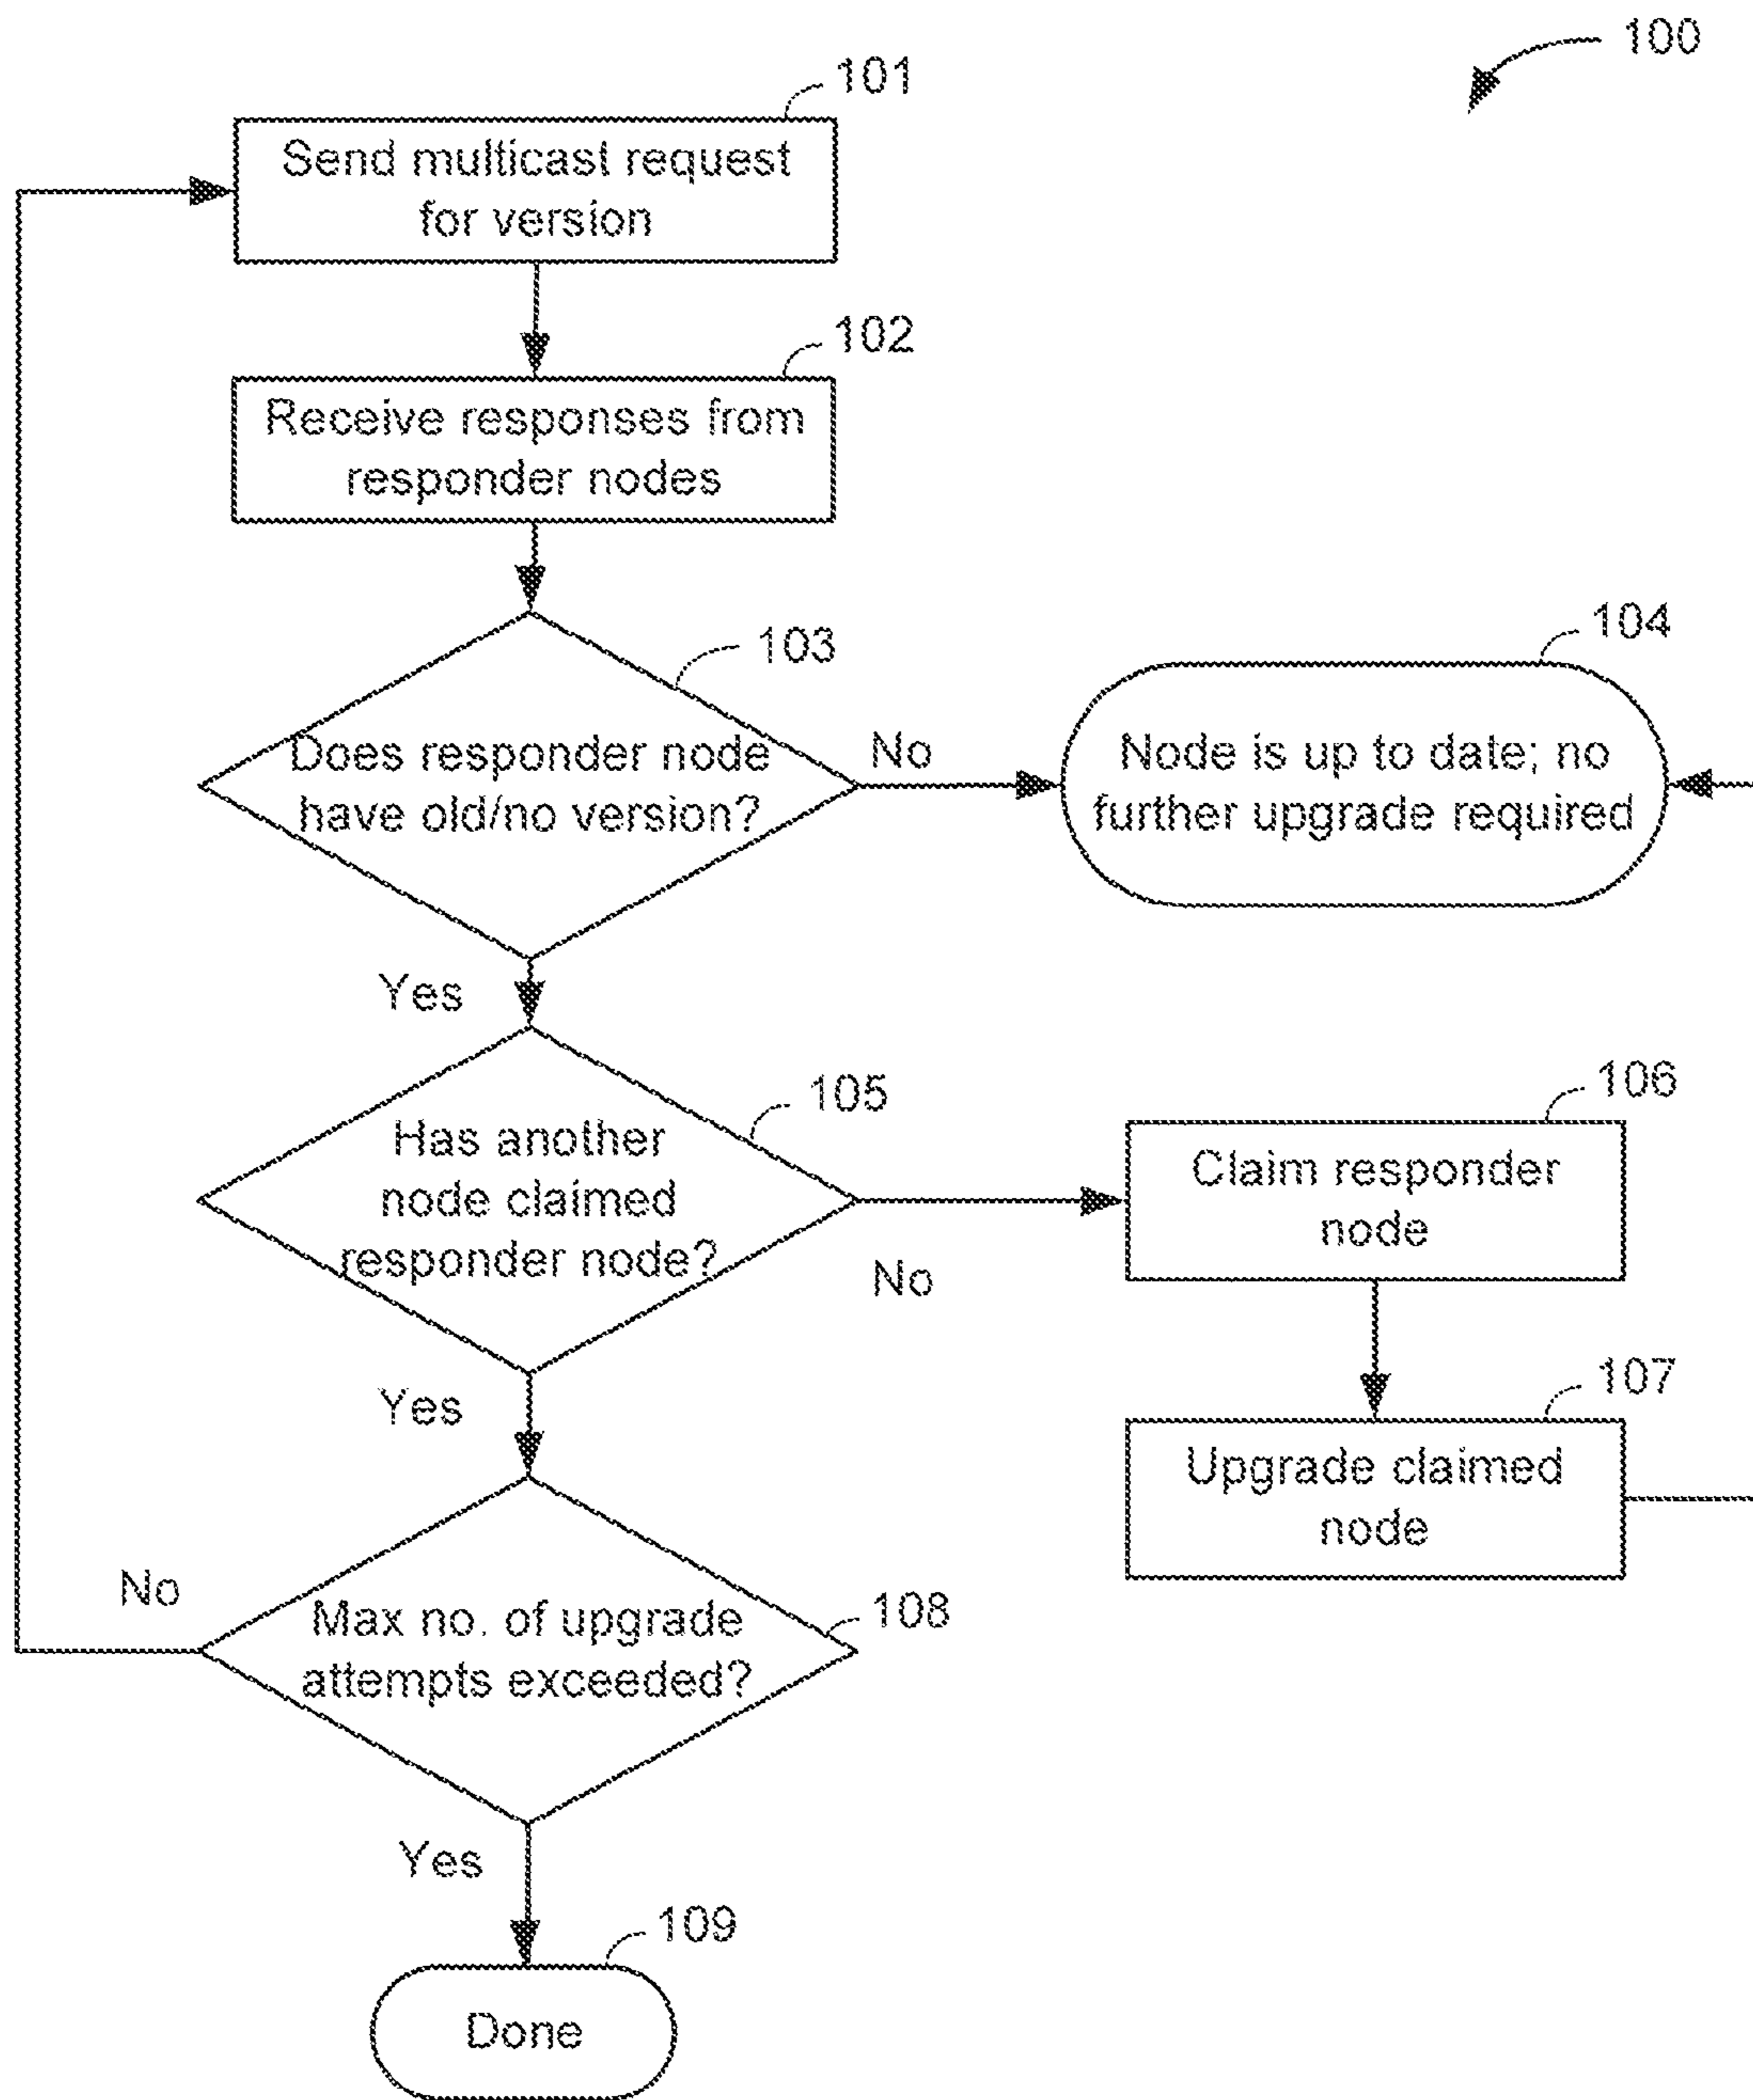 100
101
Send multicast request
for version
102
Receive responses from
responder nodes
103
Does responder node
have old/no version?
No
104
Node is up to date; no
further upgrade required
Yes
105
Has another
node claimed
responder node?
No
106
Claim responder
node
107
Upgrade claimed
node
Yes
108
Max no. of upgrade
attempts exceeded?
No
Yes
109
Done